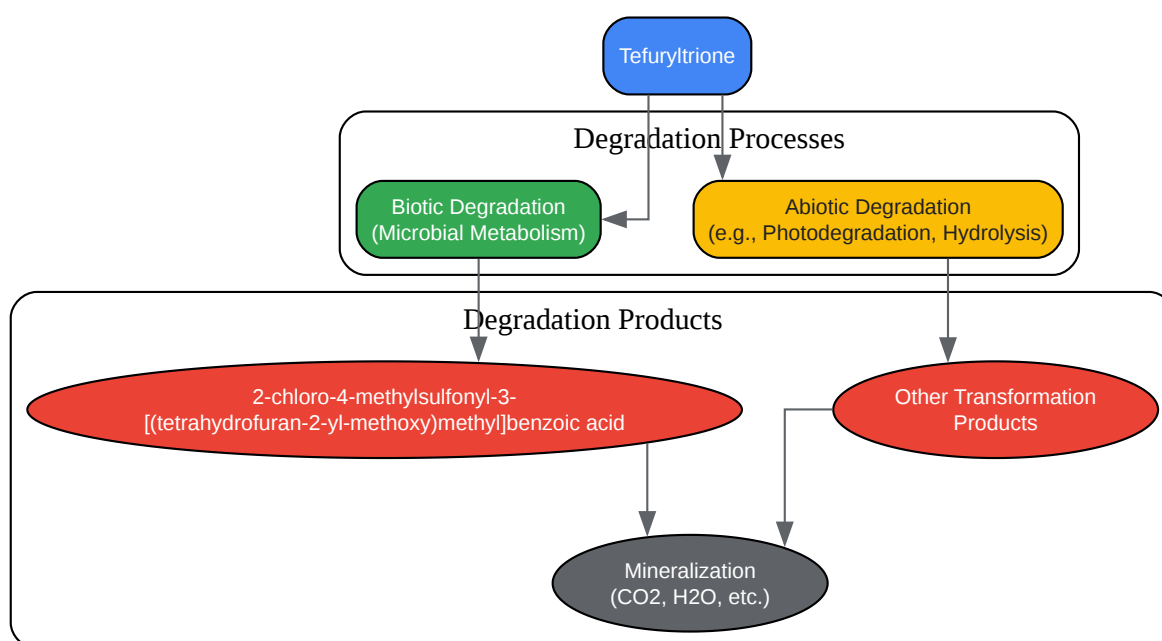 Tefuryltrione
Degradation Processes
Biotic Degradation
(Microbial Metabolism)
Abiotic Degradation
(e.g., Photodegradation, Hydrolysis)
Degradation Products
2-chloro-4-methylsulfonyl-3-
[(tetrahydrofuran-2-yl-methoxy)methyl]benzoic acid
Other Transformation
Products
Mineralization
(CO2, H2O, etc.)